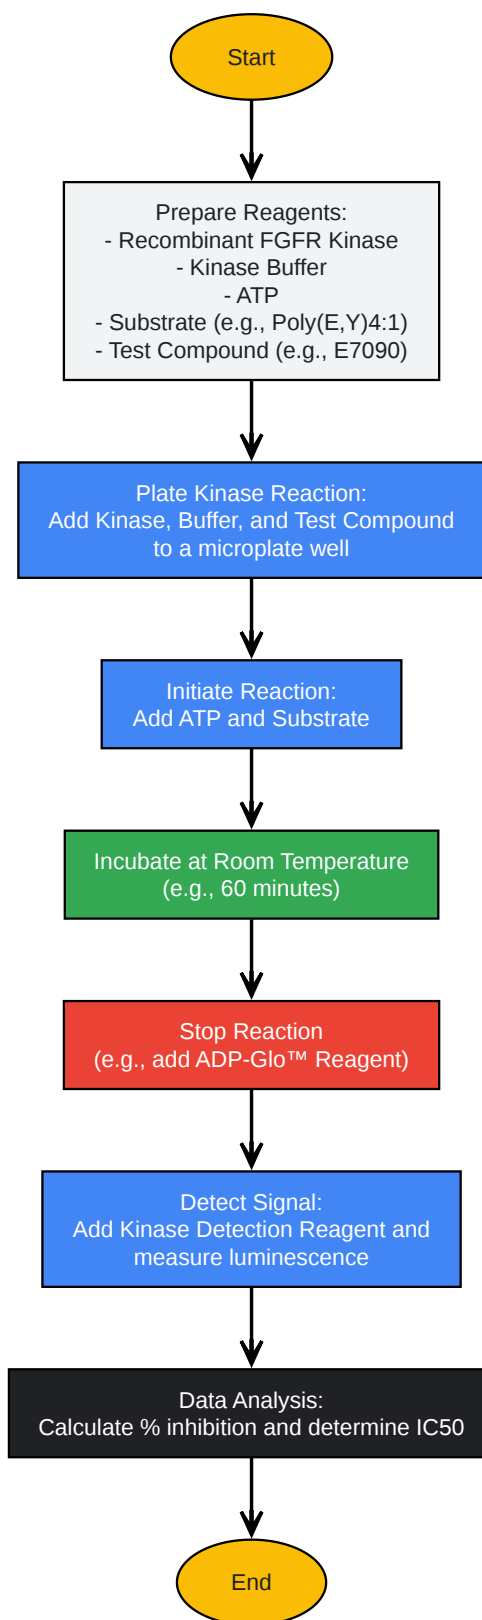 Start
Prepare Reagents:
- Recombinant FGFR Kinase
- Kinase Buffer
- ATP
- Substrate (e.g., Poly(E,Y)4:1)
- Test Compound (e.g., E7090)
Plate Kinase Reaction:
Add Kinase, Buffer, and Test Compound
to a microplate well
Initiate Reaction:
Add ATP and Substrate
Incubate at Room Temperature
(e.g., 60 minutes)
Stop Reaction
(e.g., add ADP-Glo™ Reagent)
Detect Signal:
Add Kinase Detection Reagent and
measure luminescence
Data Analysis:
Calculate % inhibition and determine IC50
End